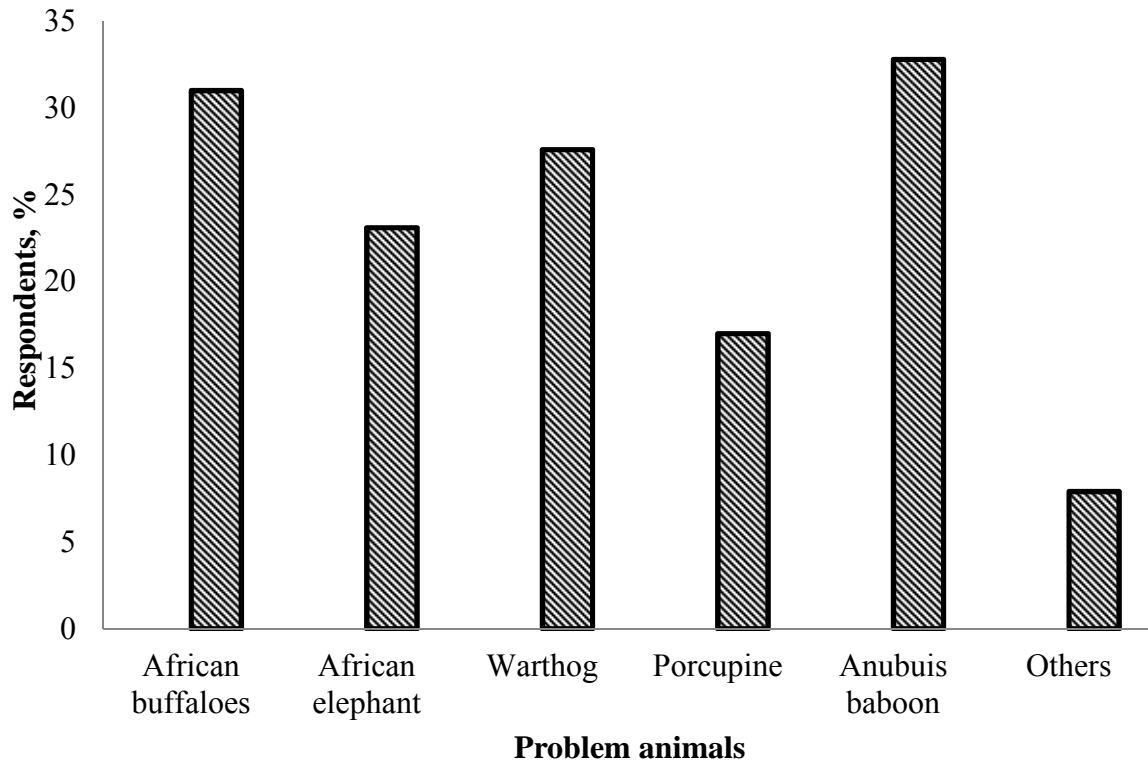 35
30
25
20
15
10
5
0
Respondents, %
African
buffaloes
African
elephant
Warthog
Porcupine
Anubuis
baboon
Others
Problem animals